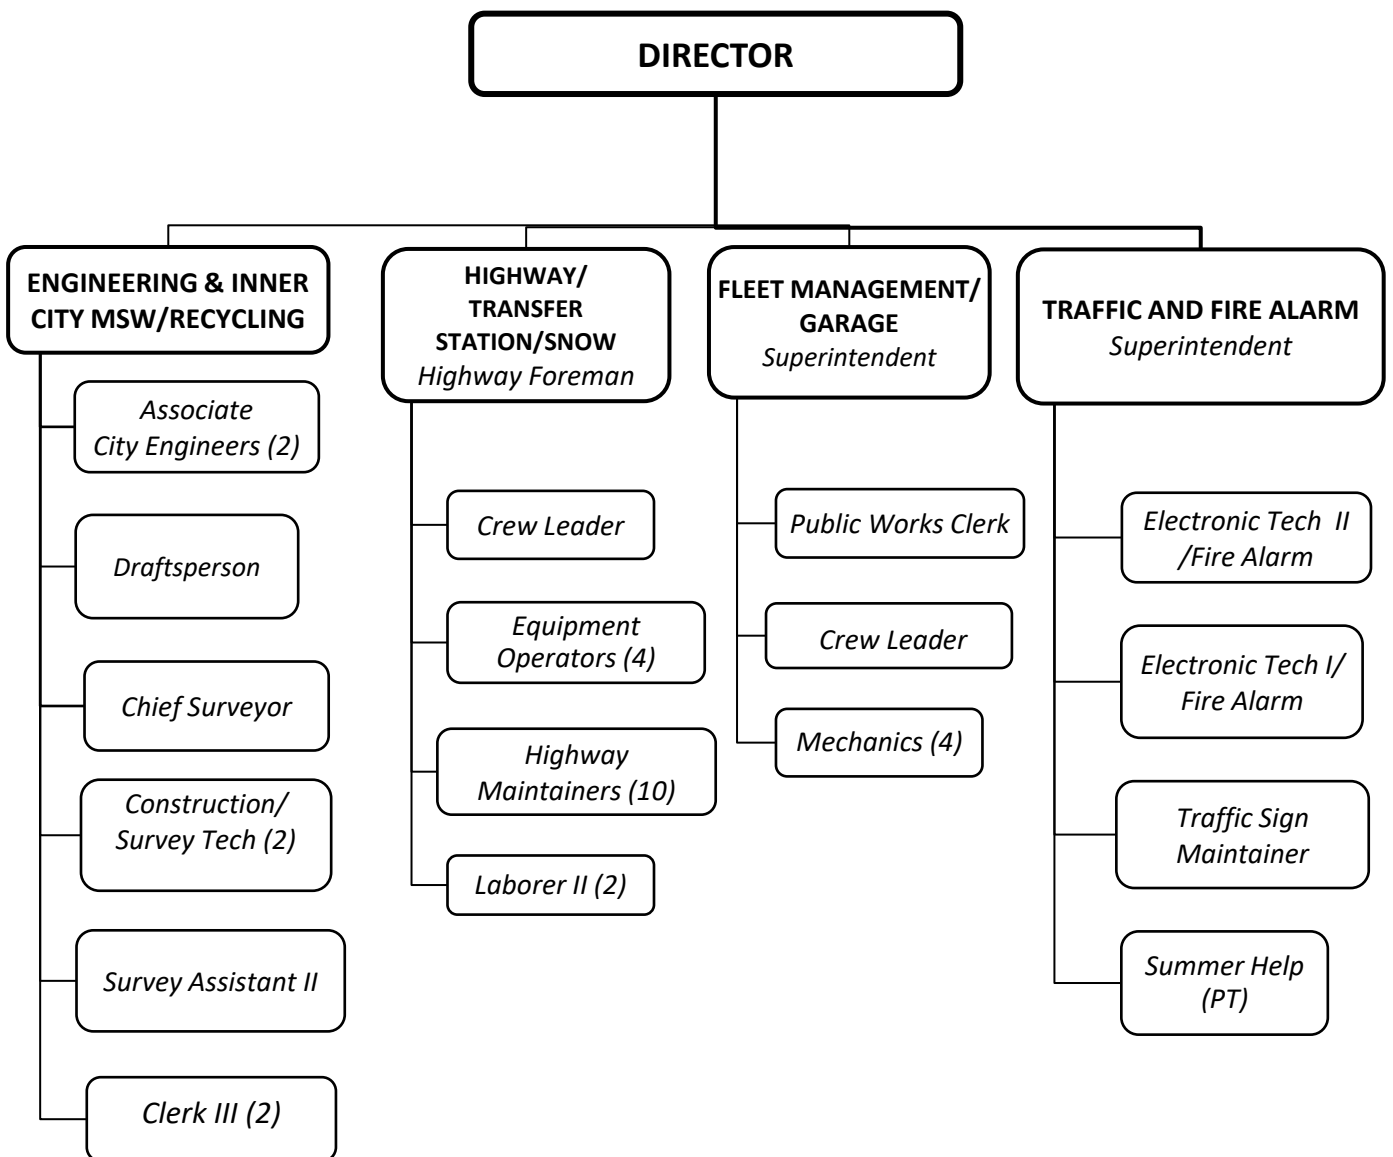 DIRECTOR
ENGINEERING & INNER
CITY MSW/RECYCLING
Associate
City Engineers (2)
Draftsperson
Chief Surveyor
Construction/
Survey Tech (2)
Survey Assistant II
Clerk III (2)
HIGHWAY/
TRANSFER
STATION/SNOW
Highway Foreman
Crew Leader
Equipment
Operators (4)
Highway
Maintainers (10)
Laborer II (2)
FLEET MANAGEMENT/
GARAGE
Superintendent
Public Works Clerk
Crew Leader
Mechanics (4)
TRAFFIC AND FIRE ALARM
Superintendent
Electronic Tech  II
/Fire Alarm
Electronic Tech I/
Fire Alarm
Traffic Sign
Maintainer
Summer Help
(PT)